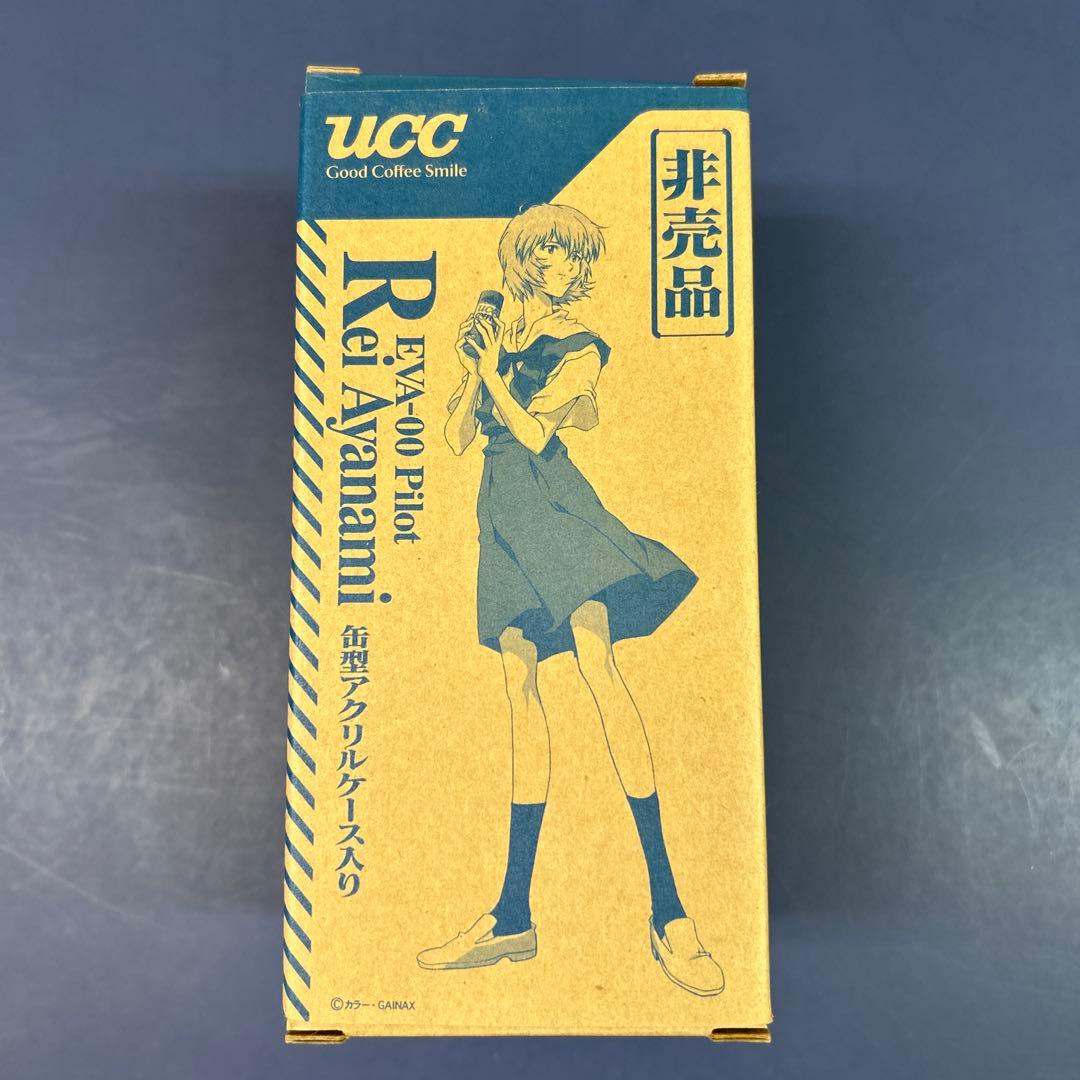 UCC
Good Coffee Smile
非売品
EVA-00 Pilot
Rei Ayanami 缶型アクリルケース入り
UCC
©カラー・GAINAX